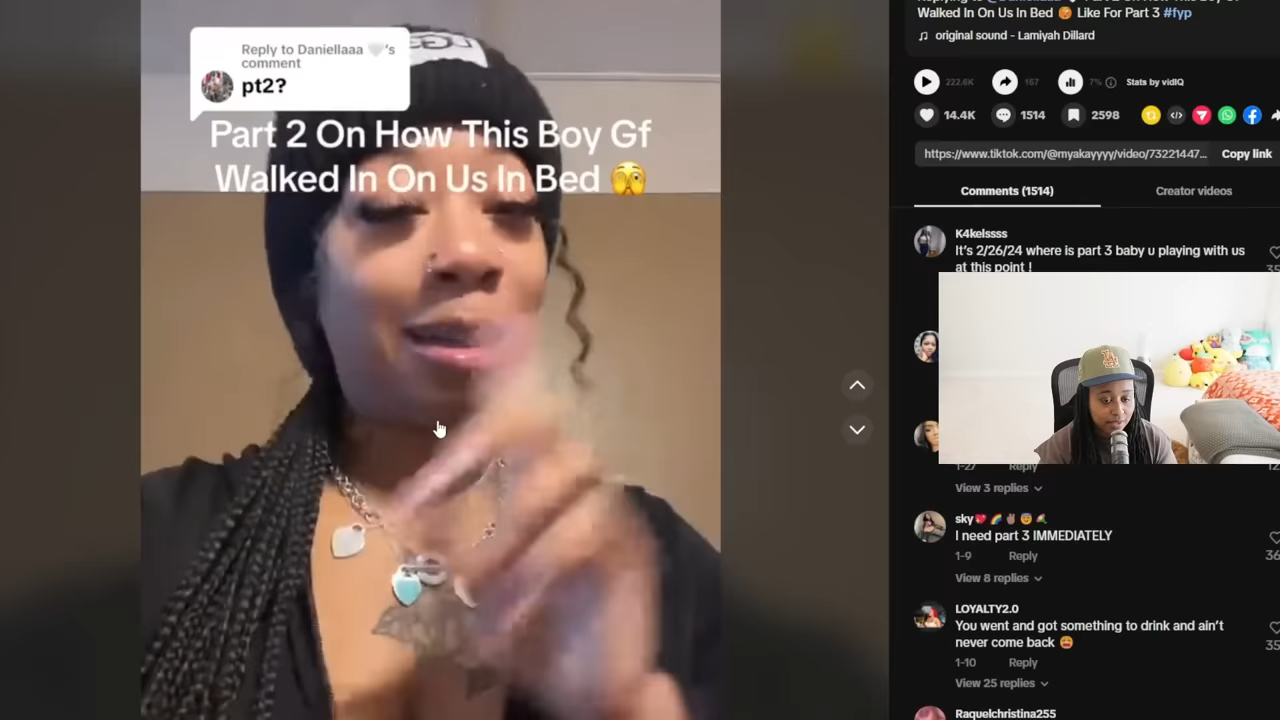 Reply to Daniellaaa 🤍's
comment
pt2?
Part 2 On How This Boy Gf
Walked In On Us In Bed 🫣
Walked In On Us In Bed 🥵 Like For Part 3 #fyp
♫ original sound - Lamiyah Dillard
222.6K
167
7%
Stats by vidIQ
14.4K
1514
2598
https://www.tiktok.com/@myakayyyy/video/73221447...
Copy link
Comments (1514)
Creator videos
K4kelssss
It's 2/26/24 where is part 3 baby u playing with us
at this point !
1-27
Reply
View 3 replies
sky💖🌈✌🏽😇💐
I need part 3 IMMEDIATELY
1-9
Reply
36
View 8 replies
LOYALTY2.0
You went and got something to drink and ain't
never come back 😩
1-10
Reply
35
View 25 replies
Raquelchristina255